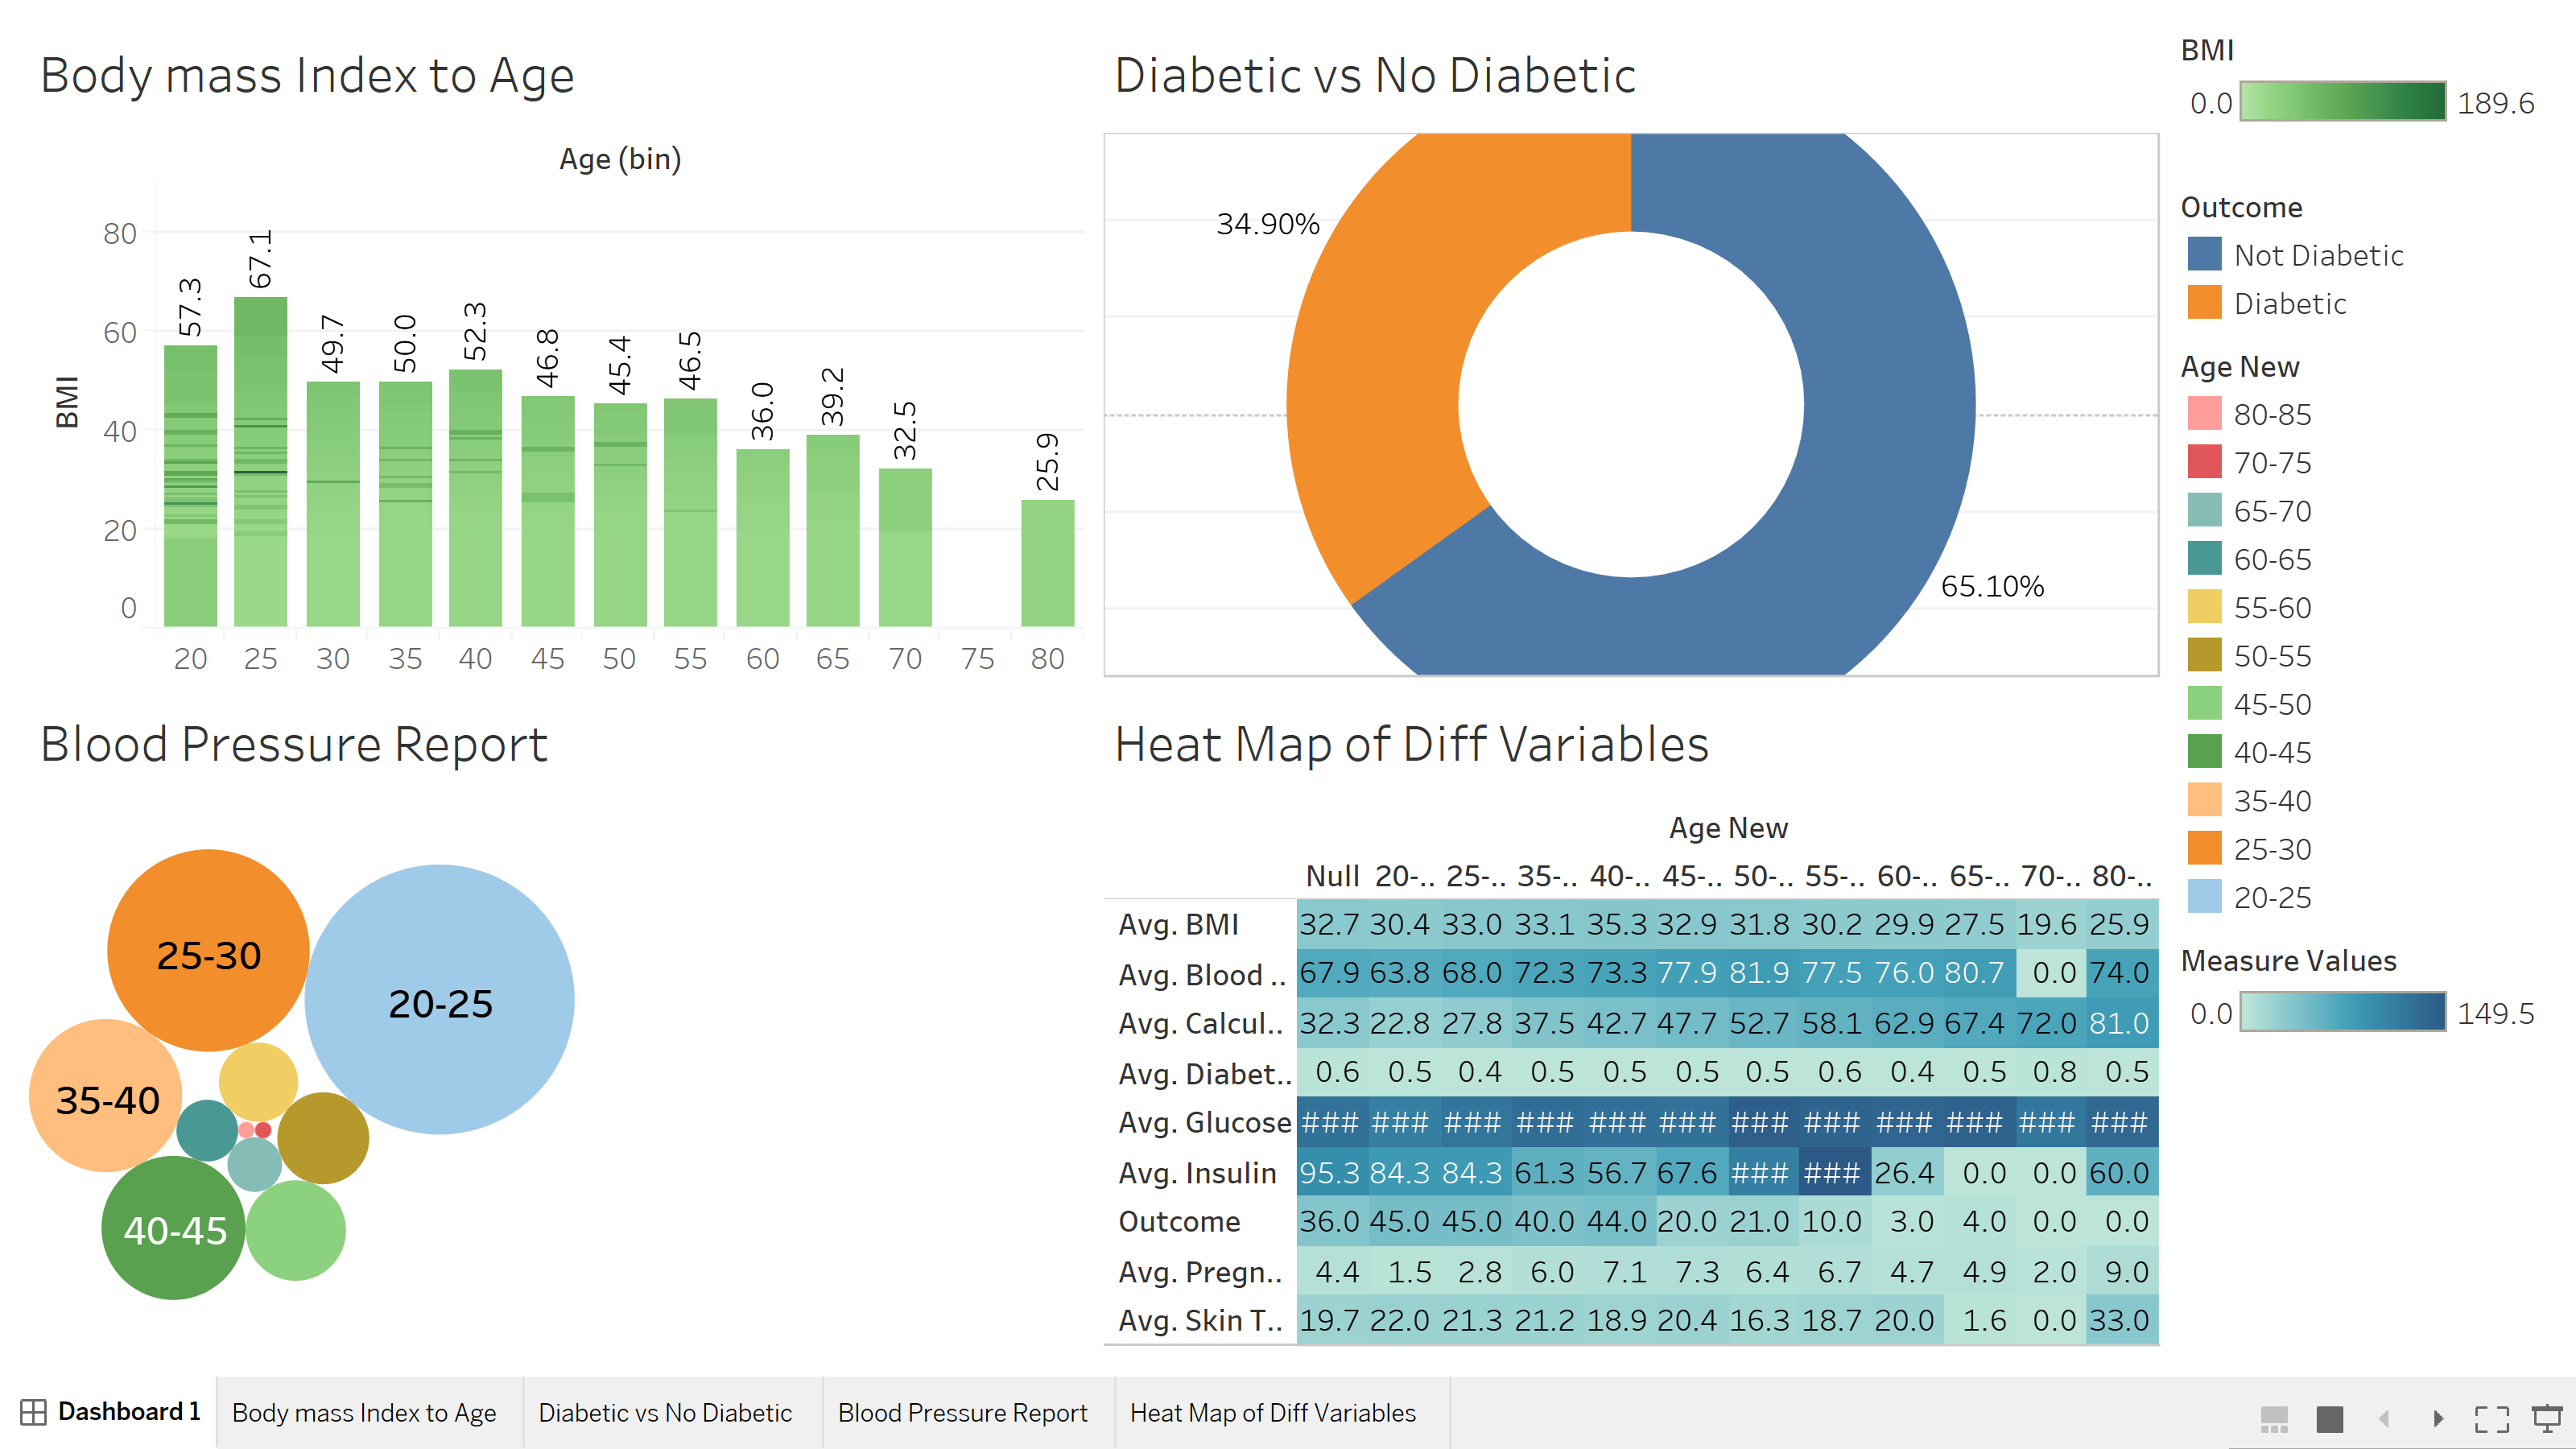 Body mass Index to Age
Age (bin)
BMI
80
60
40
20
0
57.3 67.1 49.7 50.0 52.3 46.8 45.4 46.5 36.0 39.2 32.5 25.9
20 25 30 35 40 45 50 55 60 65 70 75 80
Diabetic vs No Diabetic
34.90%
65.10%
Blood Pressure Report
25-30
20-25
35-40
40-45
Heat Map of Diff Variables
Age New
Null 20-.. 25-.. 35-.. 40-.. 45-.. 50-.. 55-.. 60-.. 65-.. 70-.. 80-..
Avg. BMI 32.7 30.4 33.0 33.1 35.3 32.9 31.8 30.2 29.9 27.5 19.6 25.9
Avg. Blood .. 67.9 63.8 68.0 72.3 73.3 77.9 81.9 77.5 76.0 80.7 0.0 74.0
Avg. Calcul.. 32.3 22.8 27.8 37.5 42.7 47.7 52.7 58.1 62.9 67.4 72.0 81.0
Avg. Diabet.. 0.6 0.5 0.4 0.5 0.5 0.5 0.5 0.6 0.4 0.5 0.8 0.5
Avg. Glucose ### ### ### ### ### ### ### ### ### ### ### ###
Avg. Insulin 95.3 84.3 84.3 61.3 56.7 67.6 ### ### 26.4 0.0 0.0 60.0
Outcome 36.0 45.0 45.0 40.0 44.0 20.0 21.0 10.0 3.0 4.0 0.0 0.0
Avg. Pregn.. 4.4 1.5 2.8 6.0 7.1 7.3 6.4 6.7 4.7 4.9 2.0 9.0
Avg. Skin T.. 19.7 22.0 21.3 21.2 18.9 20.4 16.3 18.7 20.0 1.6 0.0 33.0
BMI
0.0 189.6
Outcome
Not Diabetic
Diabetic
Age New
80-85
70-75
65-70
60-65
55-60
50-55
45-50
40-45
35-40
25-30
20-25
Measure Values
0.0 149.5
Dashboard 1 Body mass Index to Age Diabetic vs No Diabetic Blood Pressure Report Heat Map of Diff Variables